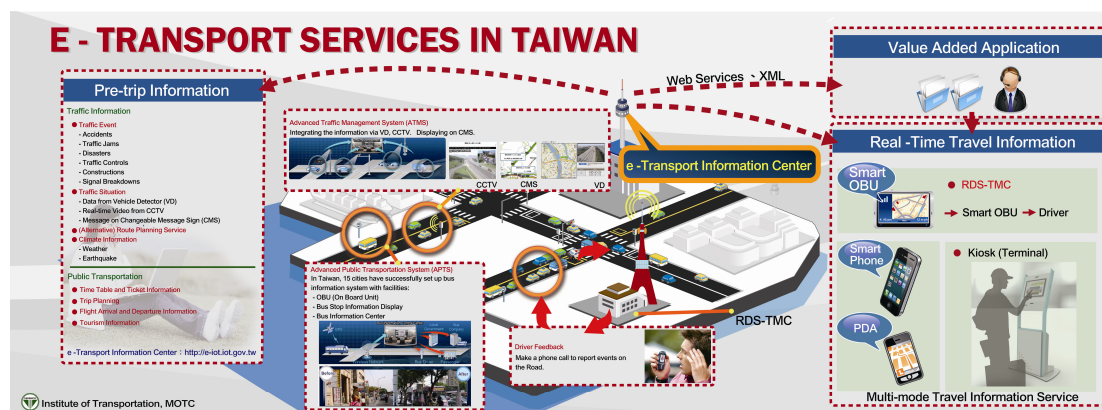 E - TRANSPORT SERVICES IN TAIWAN
Pre-trip Information
Traffic Information
Traffic Event
- Accidents
- Traffic Jams
- Disasters
- Traffic Controls
- Constructions
- Signal Breakdowns
Traffic Situation
- Data from Vehicle Detector (VD)
- Real-time Video from CCTV
- Message on Changeable Message Sign (CMS)
(Alternative) Route Planning Service
Climate Information
- Weather
- Earthquake
Public Transportation
Time Table and Ticket Information
Trip Planning
Flight Arrival and Departure Information
Tourism Information
e -Transport Information Center : http://e-iot.iot.gov.tw
Institute of Transportation, MOTC
Advanced Traffic Management System (ATMS)
Integrating the information via VD, CCTV. Displaying on CMS.
CCTV
CMS
VD
Advanced Public Transportation System (APTS)
In Taiwan, 15 cities have successfully set up bus
information system with facilities:
- OBU (On Board Unit)
- Bus Stop Information Display
- Bus Information Center
Before
After
Driver Feedback
Make a phone call to report events on
the Road.
RDS-TMC
e -Transport Information Center
Web Services 、XML
Value Added Application
Real -Time Travel Information
Smart
OBU
RDS-TMC
Smart OBU
Driver
Smart
Phone
Kiosk (Terminal)
PDA
Multi-mode Travel Information Service